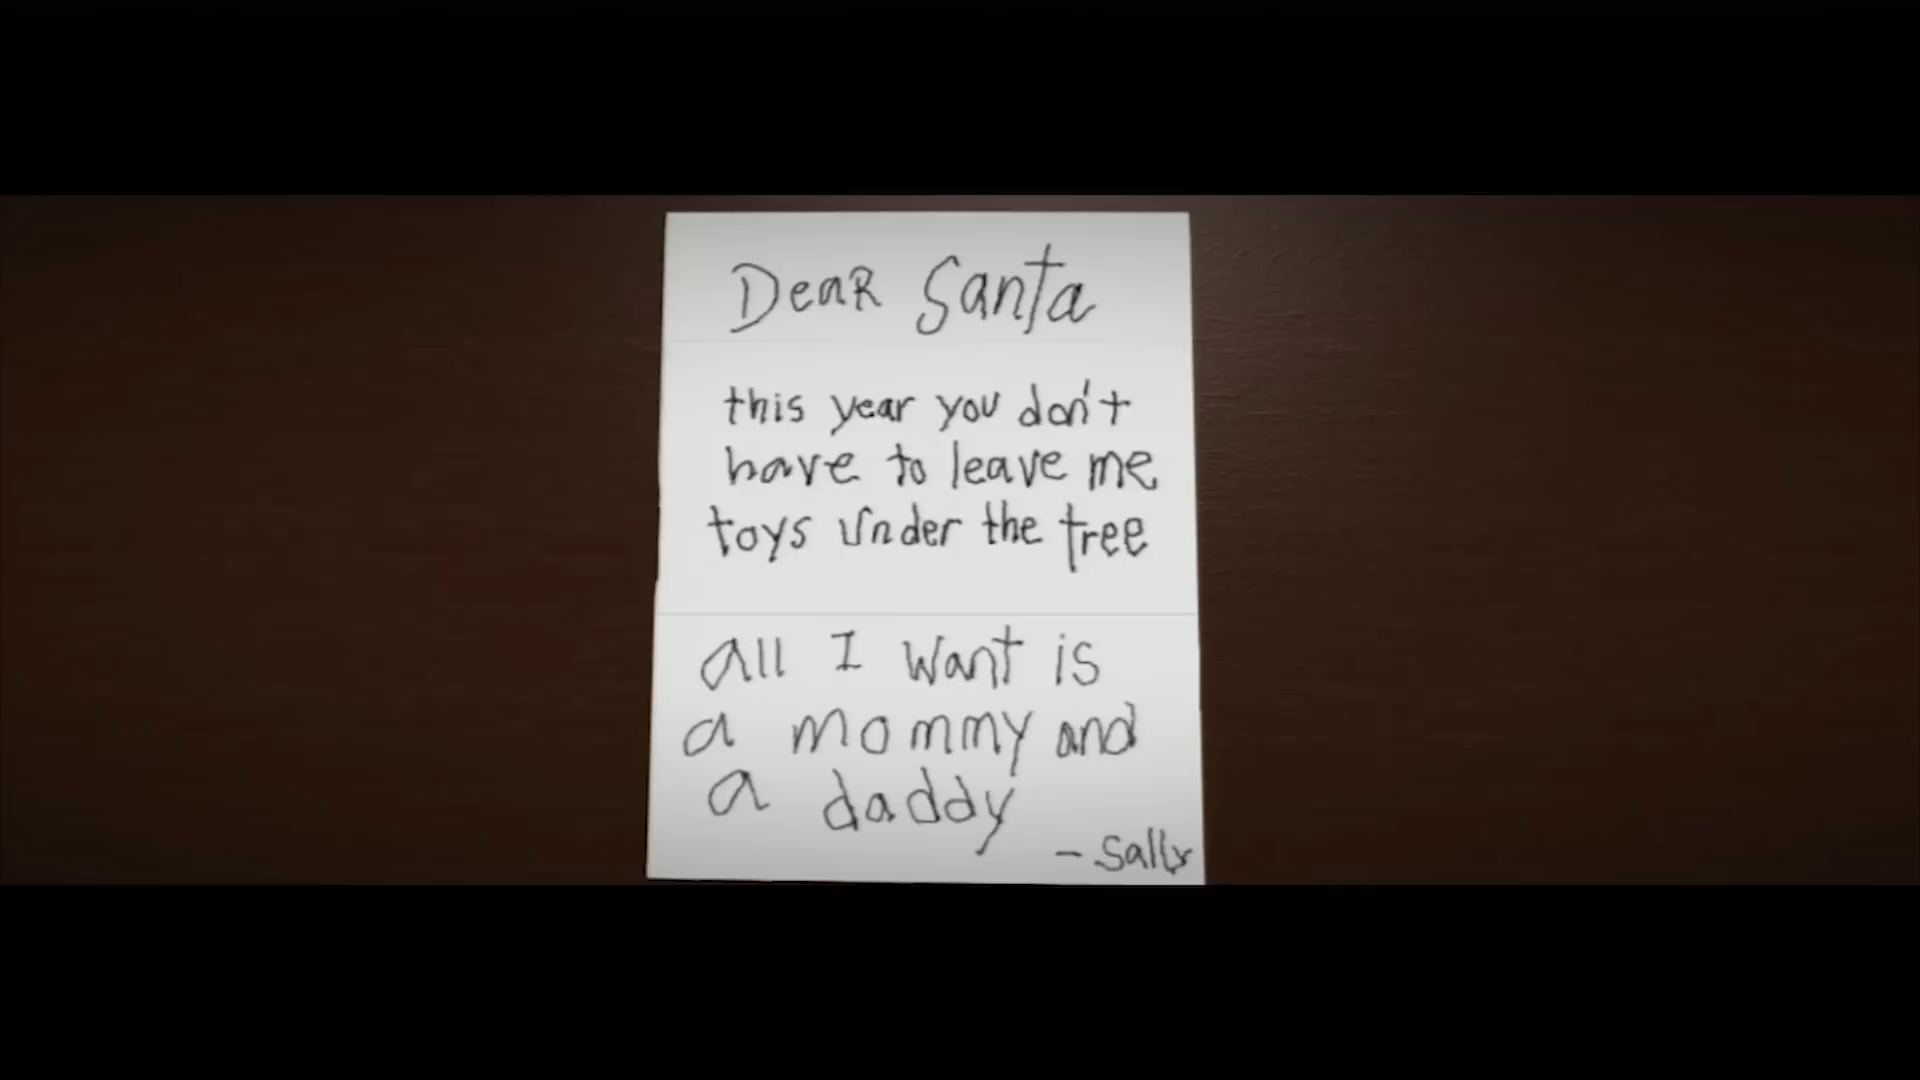 Dear Santa
this year you don't
have to leave me
toys under the tree
all I want is
a mommy and
a daddy
- Sally